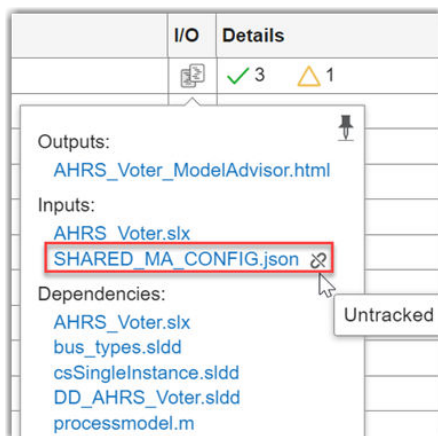 I/O Details
3 1
Outputs:
AHRS_Voter_ModelAdvisor.html
Inputs:
AHRS_Voter.slx
SHARED_MA_CONFIG.json
Untracked
Dependencies:
AHRS_Voter.slx
bus_types.sldd
csSingleInstance.sldd
DD_AHRS_Voter.sldd
processmodel.m